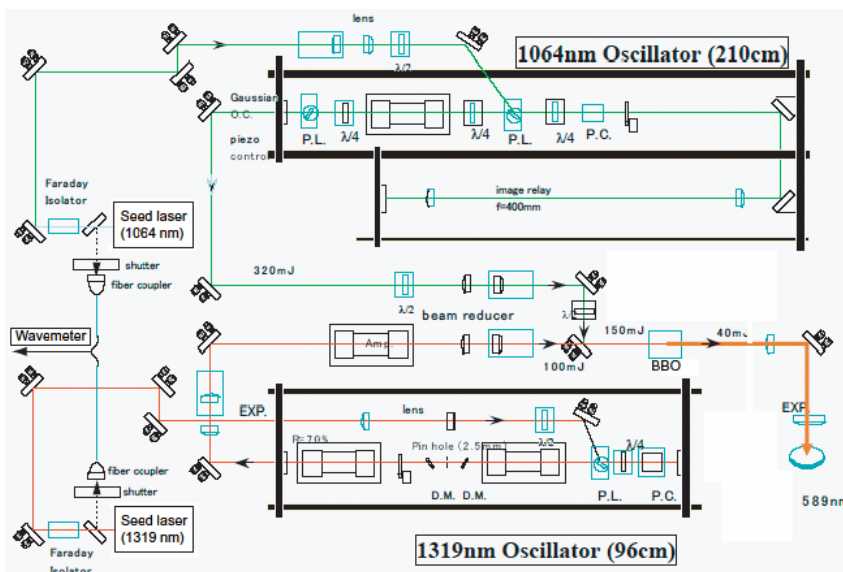 lens
1064nm Oscillator (210cm)
λ/2
Gaussian
O.C.
piezo
control
P.L.
λ/4
λ/4
P.L.
λ/4
P.C.
Faraday
Isolator
Seed laser
(1064 nm)
image relay
f=400mm
shutter
fiber coupler
320mJ
λ/2
beam reducer
λ/2
150mJ
40mJ
Wavemeter
Amp.
100mJ
BBO
EXP.
lens
EXP.
R=70%
Pin hole (2.5mm)
λ/2
λ/4
fiber coupler
shutter
D.M. D.M.
P.L.
P.C.
589nm
Seed laser
(1319 nm)
Faraday
Isolator
1319nm Oscillator (96cm)